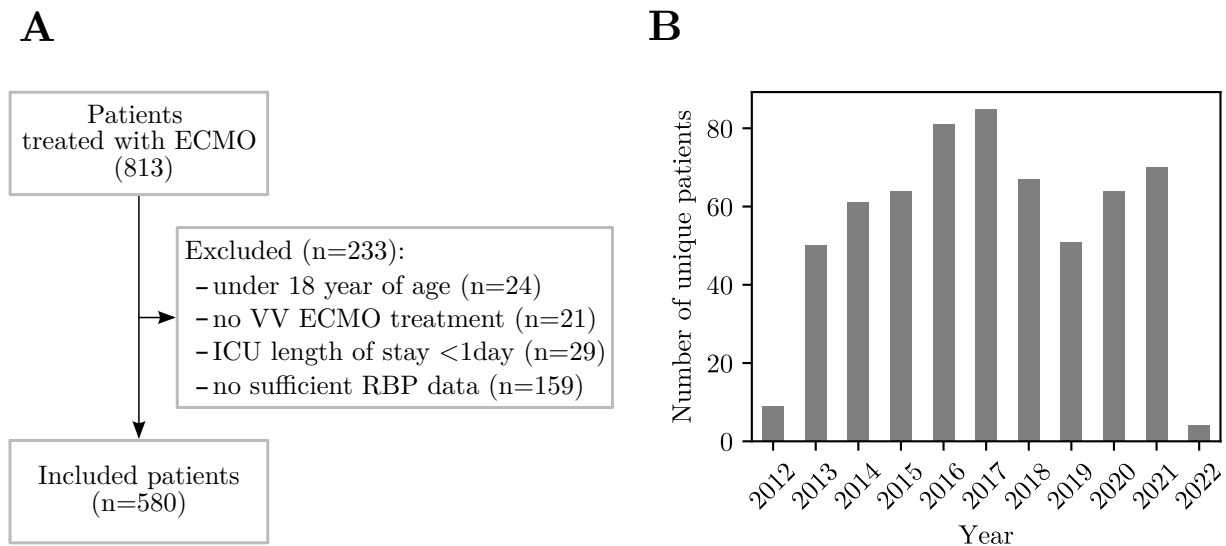 A
Patients
treated with ECMO
(813)
Excluded (n=233):
–under 18 year of age (n=24)
–no VV ECMO treatment (n=21)
–ICU length of stay <1day (n=29)
–no sufficient RBP data (n=159)
Included patients
(n=580)
B
Number of unique patients
80
60
40
20
0
2012
2013
2014
2015
2016
2017
2018
2019
2020
2021
2022
Year